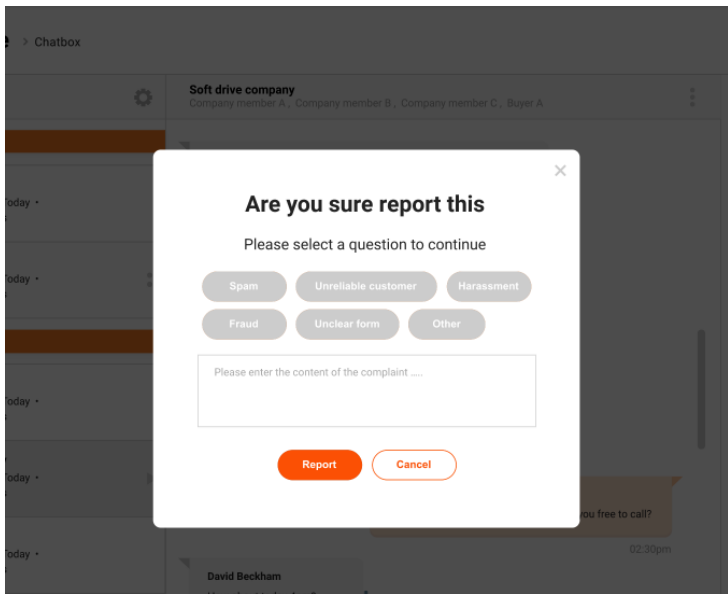 Chatbox
Soft drive company
Company member A , Company member B , Company member C , Buyer A
Today
Today
Today
Today
Today
Are you sure report this
Please select a question to continue
Spam Unreliable customer Harassment
Fraud Unclear form Other
Please enter the content of the complaint .....
Report Cancel
you free to call?
02:30pm
David Beckham